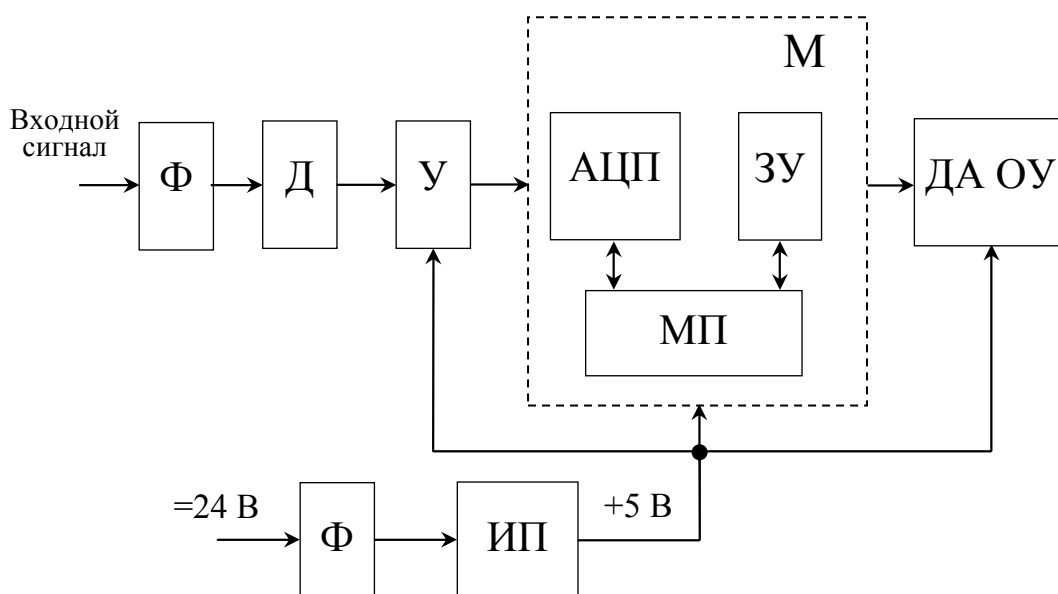 М
Входной
сигнал
Ф
Д
У
АЦП
ЗУ
ДА ОУ
МП
=24 В
Ф
ИП
+5 В